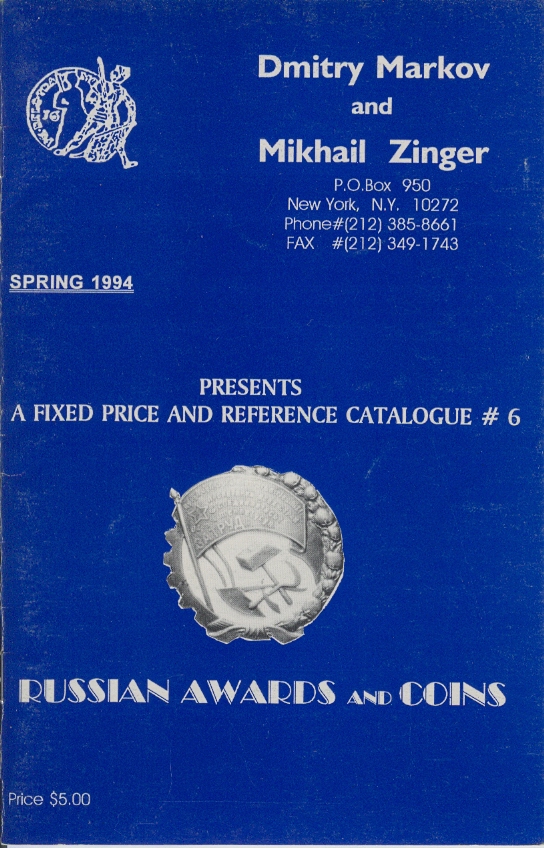 Dmitry Markov
and
Mikhail Zinger
P.O.Box 950
New York, N.Y. 10272
Phone#(212) 385-8661
FAX #(212) 349-1743
SPRING 1994
PRESENTS
A FIXED PRICE AND REFERENCE CATALOGUE # 6
RUSSIAN AWARDS AND COINS
Price $5.00